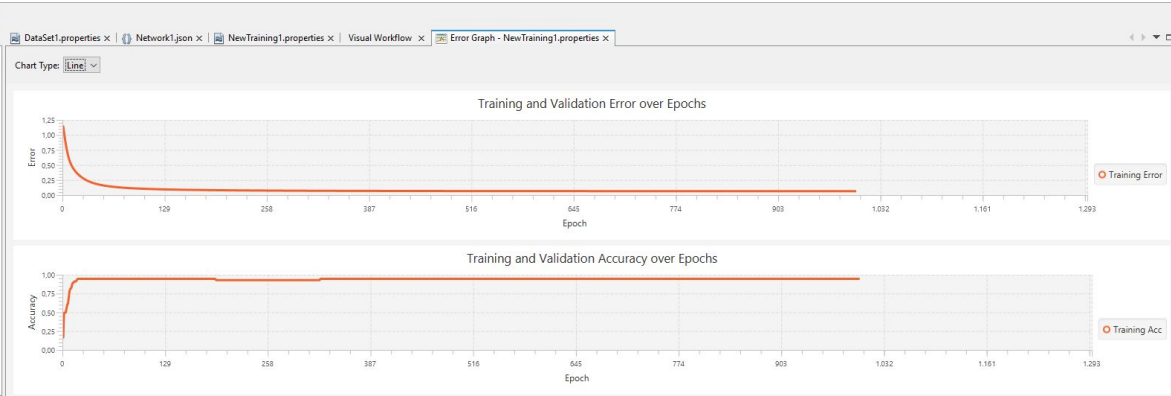 DataSet1.properties × Network1.json × NewTraining1.properties × Visual Workflow × Error Graph - NewTraining1.properties ×
Chart Type: Line
Training and Validation Error over Epochs
1,25
1,00
0,75
0,50
0,25
0,00
Error
0 129 258 387 516 645 774 903 1.032 1.161 1.293
Epoch
Training Error
Training and Validation Accuracy over Epochs
1,00
0,75
0,50
0,25
0,00
Accuracy
0 129 258 387 516 645 774 903 1.032 1.161 1.293
Epoch
Training Acc